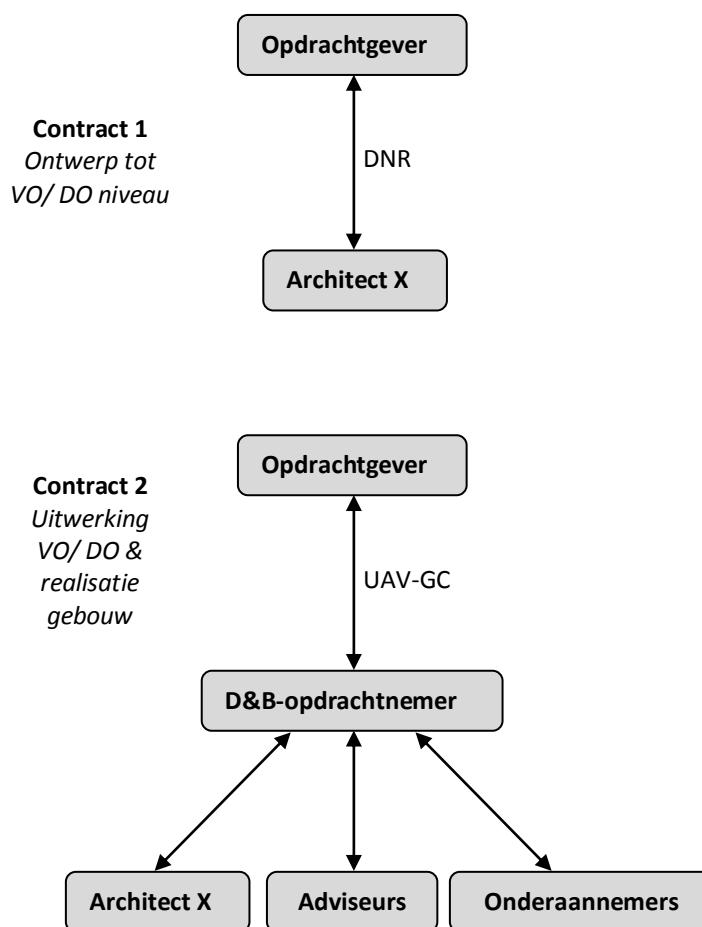 Opdrachtgever
Contract 1
Ontwerp tot
VO/ DO niveau
DNR
Architect X
Opdrachtgever
Contract 2
Uitwerking
VO/ DO &
realisatie
gebouw
UAV-GC
D&B-opdrachtnemer
Architect X
Adviseurs
Onderaannemers